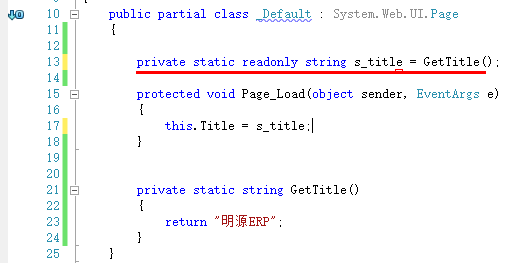 10 public partial class _Default : System.Web.UI.Page
11 {
12
13 private static readonly string s_title = GetTitle();
14
15 protected void Page_Load(object sender, EventArgs e)
16 {
17 this.Title = s_title;
18 }
19
20
21 private static string GetTitle()
22 {
23 return "明源ERP";
24 }
25 }